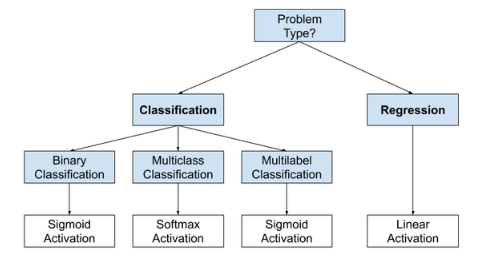 Problem
Type?
Classification
Regression
Binary
Classification
Multiclass
Classification
Multilabel
Classification
Sigmoid
Activation
Softmax
Activation
Sigmoid
Activation
Linear
Activation